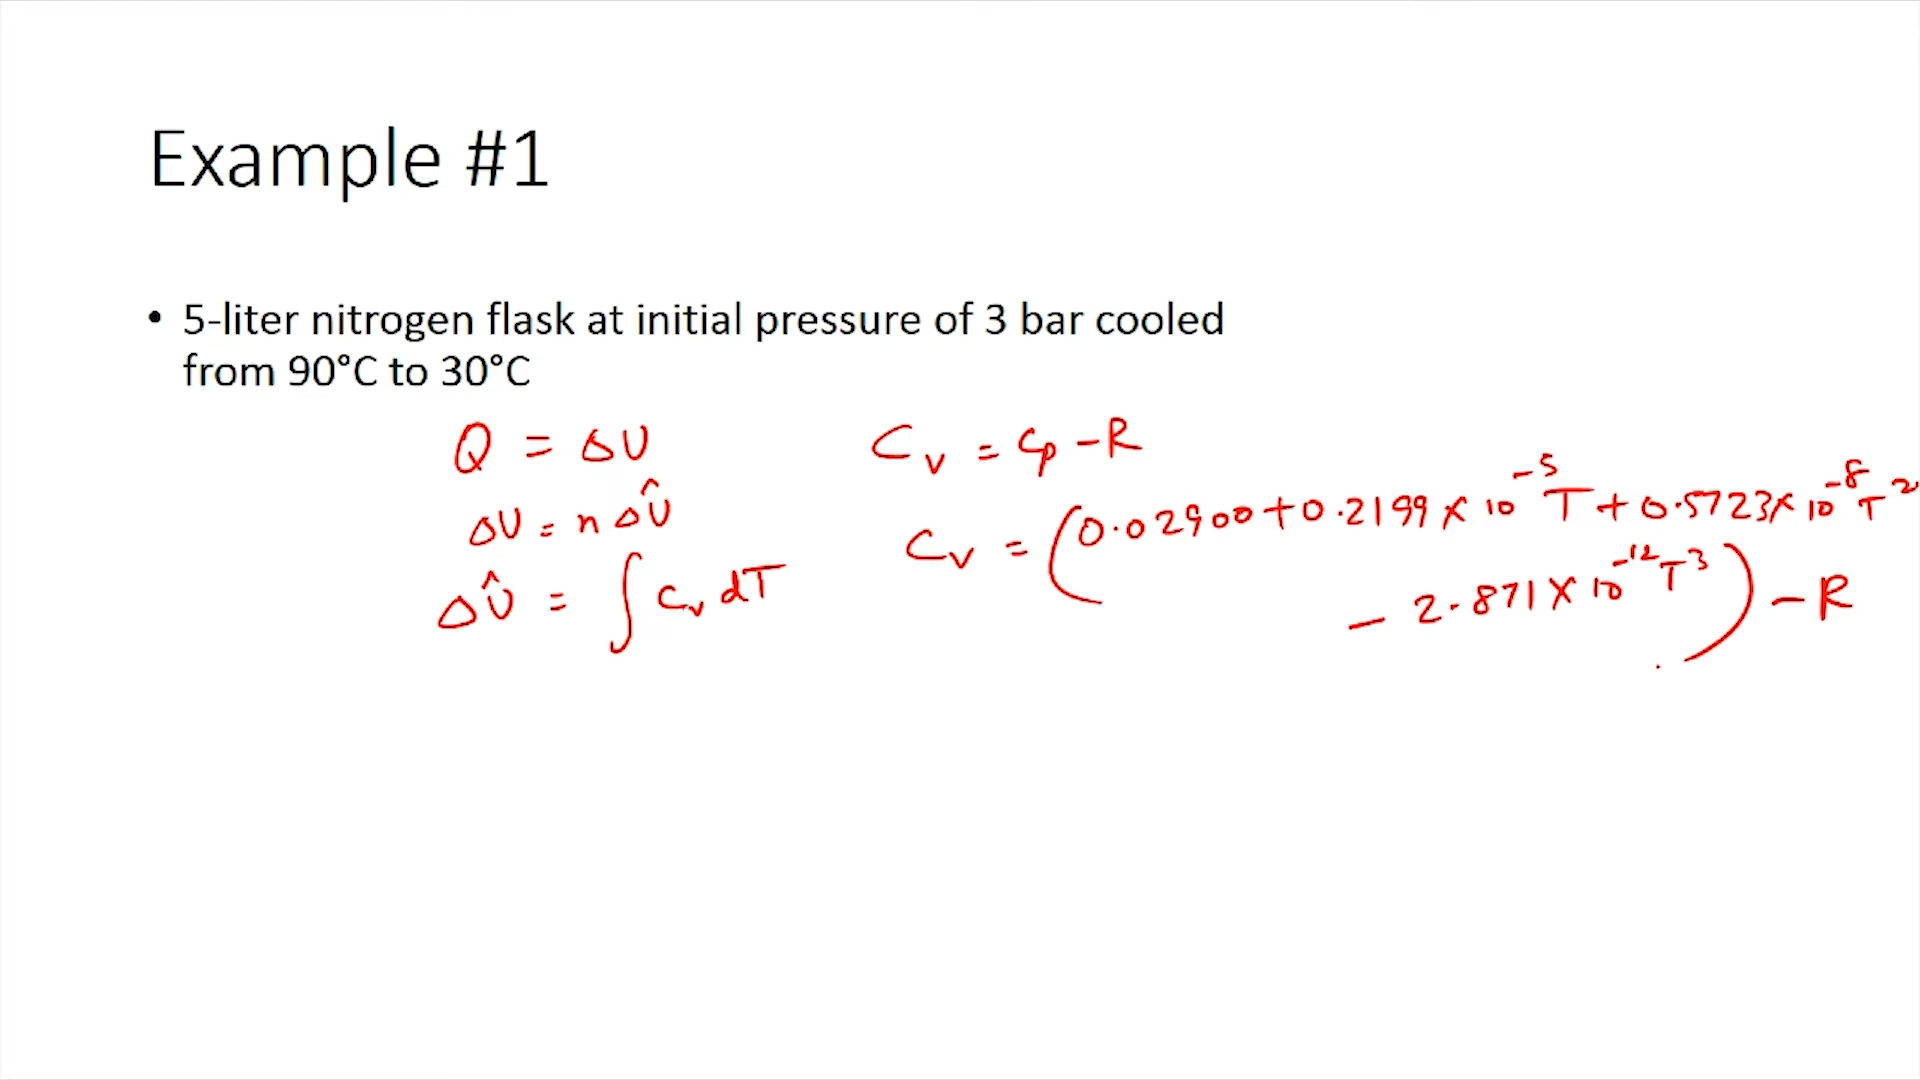 Example #1
• 5-liter nitrogen flask at initial pressure of 3 bar cooled
from 90°C to 30°C
Q = ΔU
ΔU = n ΔÛ
ΔÛ = ∫ Cv dT
Cv = Cp - R
Cv = (0.02900 + 0.2199 × 10⁻⁵ T + 0.5723 × 10⁻⁸ T²
- 2.871 × 10⁻¹² T³) - R